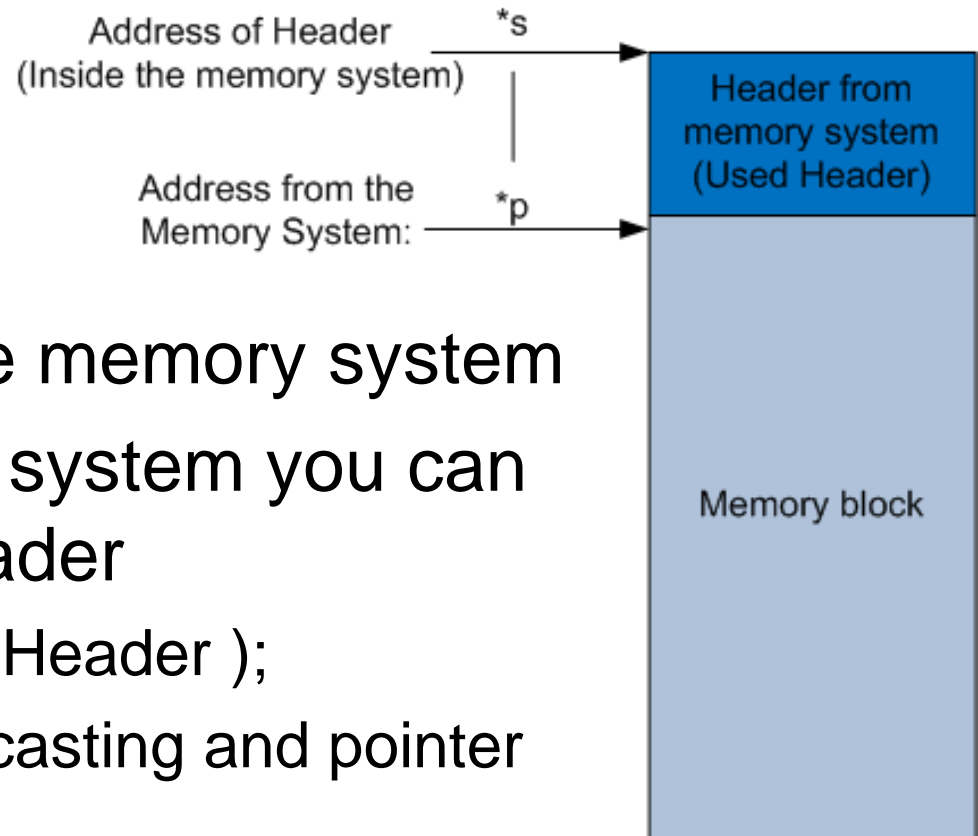 Address of Header
(Inside the memory system)
*s
Header from
memory system
(Used Header)
Address from the
Memory System:
*p
Memory block
e memory system
system you can
ader
Header );
casting and pointer